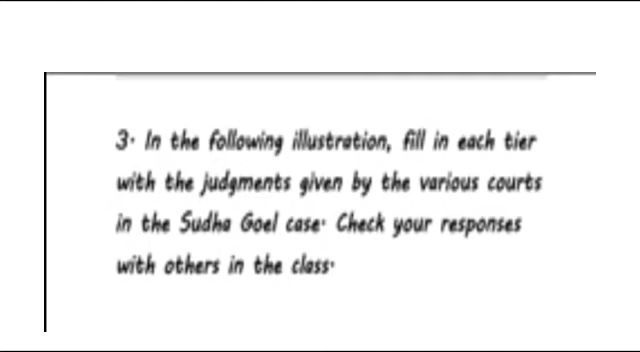 3. In the following illustration, fill in each tier
with the judgments given by the various courts
in the Sudha Goel case. Check your responses
with others in the class.